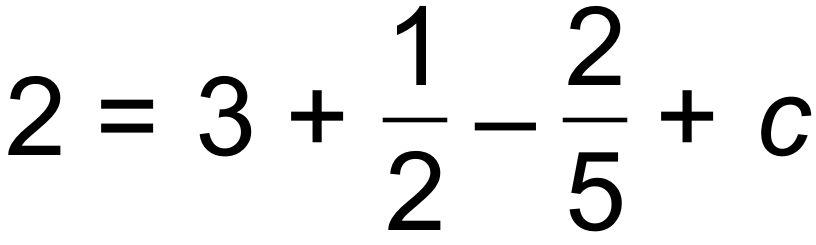 2 = 3 + 1/2 – 2/5 + c